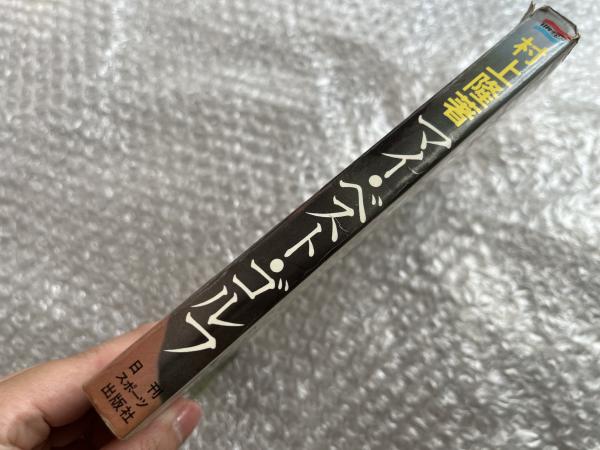 村上隆著
マイ・ベスト・ゴルフ
日刊
スポーツ
出版社